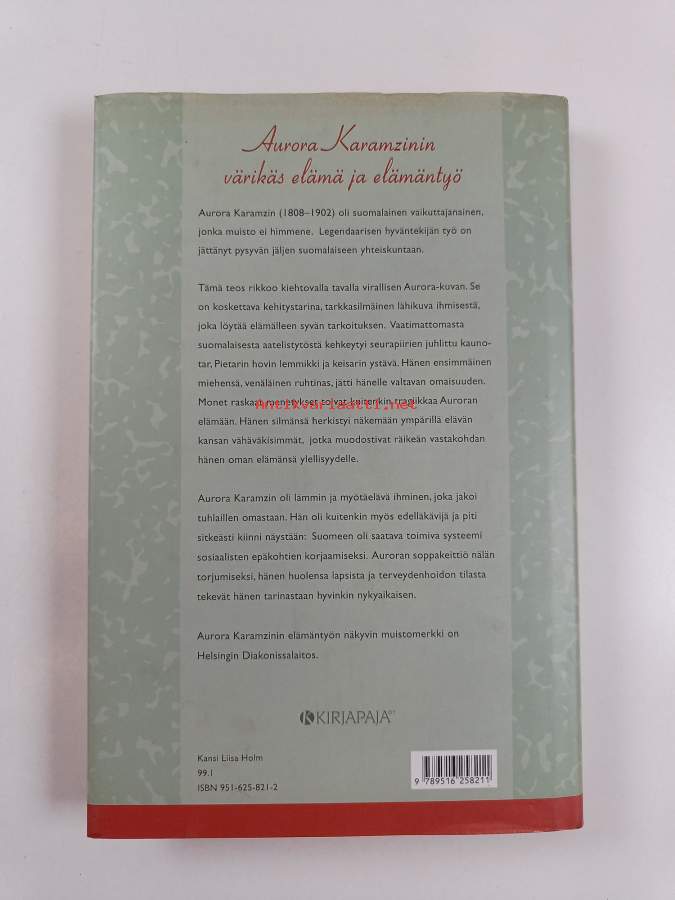 Aurora Karamzinin
värikäs elämä ja elämäntyö
Aurora Karamzin (1808–1902) oli suomalainen vaikuttajanainen,
jonka muisto ei himmene. Legendaarisen hyväntekijän työ on
jättänyt pysyvän jäljen suomalaiseen yhteiskuntaan.
Tämä teos rikkoo kiehtovalla tavalla virallisen Aurora-kuvan. Se
on koskettava kehitystarina, tarkkasilmäinen lähikuva ihmisestä,
joka löytää elämälleen syvän tarkoituksen. Vaatimattomasta
suomalaisesta aatelistytöstä kehkeytyi seurapiirien juhlittu kauno-
tar, Pietarin hovin lemmikki ja keisarin ystävä. Hänen ensimmäinen
miehensä, venäläinen ruhtinas, jätti hänelle valtavan omaisuuden.
Monet raskaat menetykset toivat kuitenkin tragiikkaa Auroran
Antikvariaatti.net
elämään. Hänen silmänsä herkistyi näkemään ympärillä elävän
kansan vähäväkisimmät, jotka muodostivat räikeän vastakohdan
hänen oman elämänsä ylellisyydelle.
Aurora Karamzin oli lämmin ja myötäelävä ihminen, joka jakoi
tuhlaillen omastaan. Hän oli kuitenkin myös edelläkävijä ja piti
sitkeästi kiinni näystään: Suomeen oli saatava toimiva systeemi
sosiaalisten epäkohtien korjaamiseksi. Auroran soppakeittiö nälän
torjumiseksi, hänen huolensa lapsista ja terveydenhoidon tilasta
tekevät hänen tarinastaan hyvinkin nykyaikaisen.
Aurora Karamzinin elämäntyön näkyvin muistomerkki on
Helsingin Diakonissalaitos.
KIRJAPAJA
Kansi Liisa Holm
99.1
ISBN 951-625-821-2
9 789516 258211